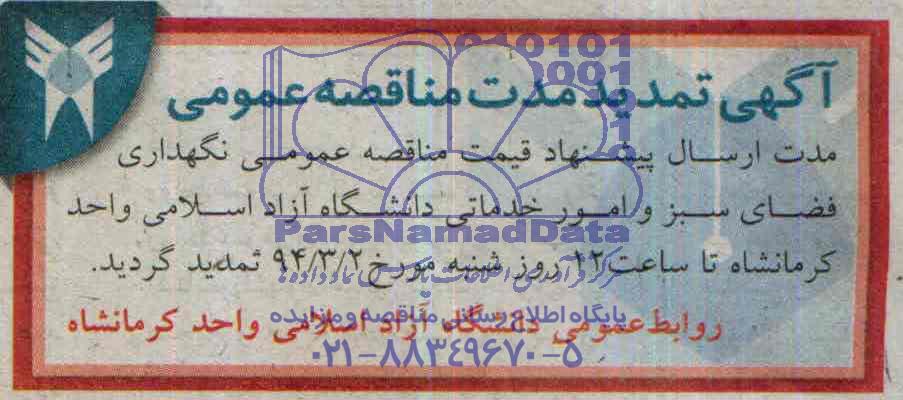 آگهی تمدید مدت مناقصه عمومی
مدت ارسال پیشنهاد قیمت مناقصه عمومی نگهداری
فضای سبز و امور خدماتی دانشگاه آزاد اسلامی واحد
کرمانشاه تا ساعت ۱۲ روز شنبه مورخ ۹۴/۳/۲ تمدید گردید.
روابط عمومی دانشگاه آزاد اسلامی واحد کرمانشاه
ParsNamadData
پایگاه اطلاع رسانی مناقصه و مزایده
۰۲۱-۸۸۳۴۹۶۷۰-۵